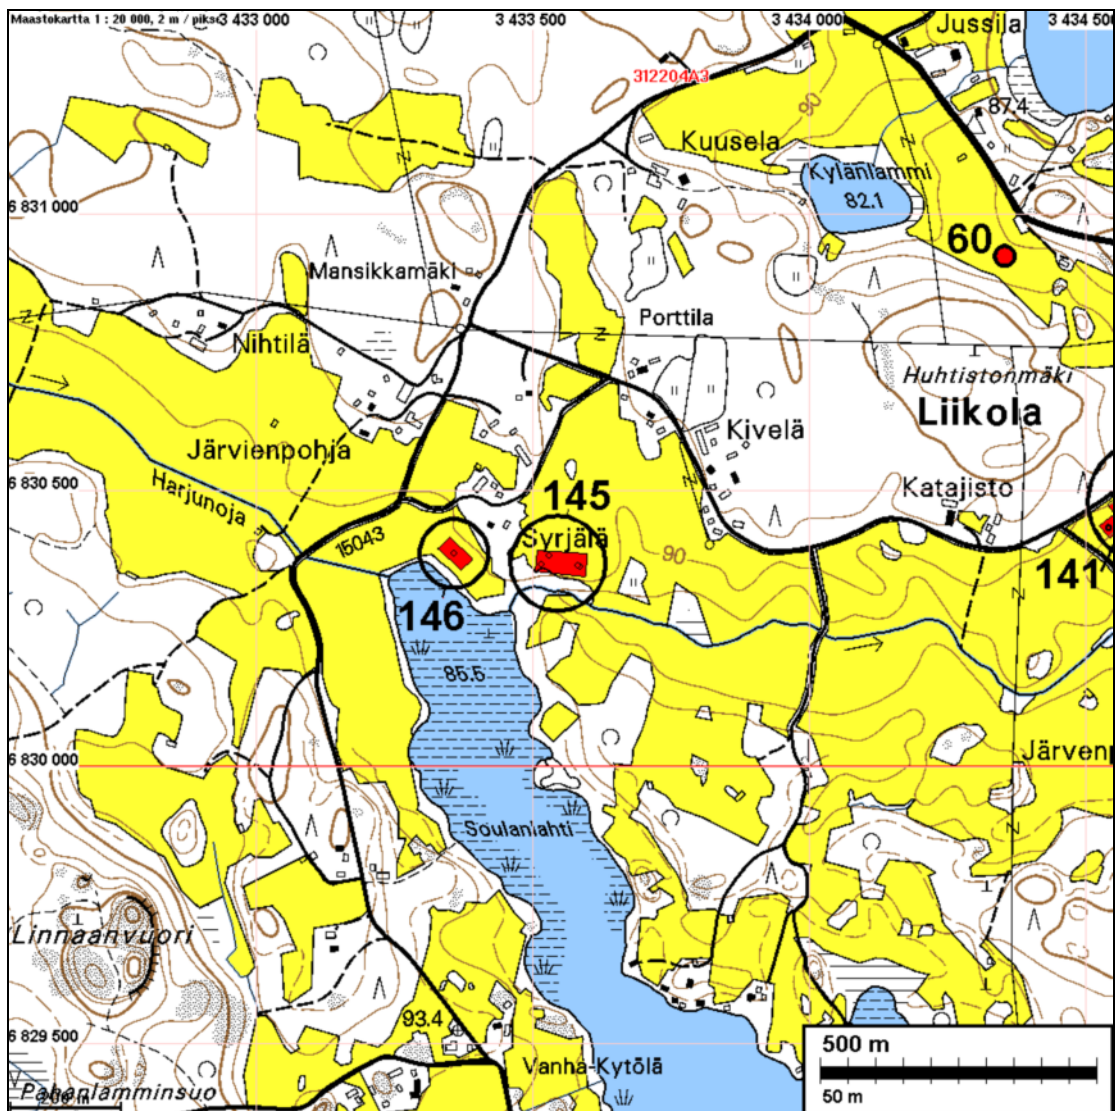 Maastokartta 1 : 20 000, 2 m / pikse
3 433 000
3 433 500
3 434 000
3 434 500
Jussila
312204A3
87.4
90
Kuusela
Kylänlammi
82.1
6 831 000
60
Mansikkamäki
Porttila
Nihtilä
Huhtistonmäki
Liikola
Kivelä
Järvienpohja
Harjunoja
6 830 500
145
Katajisto
15043
Syrjälä
90
146
141
85.5
6 830 000
Järvenp
Soulanlahti
Linnaanvuori
93.4
6 829 500
Vanha-Kytölä
Pahanlamminsuo
500 m
50 m